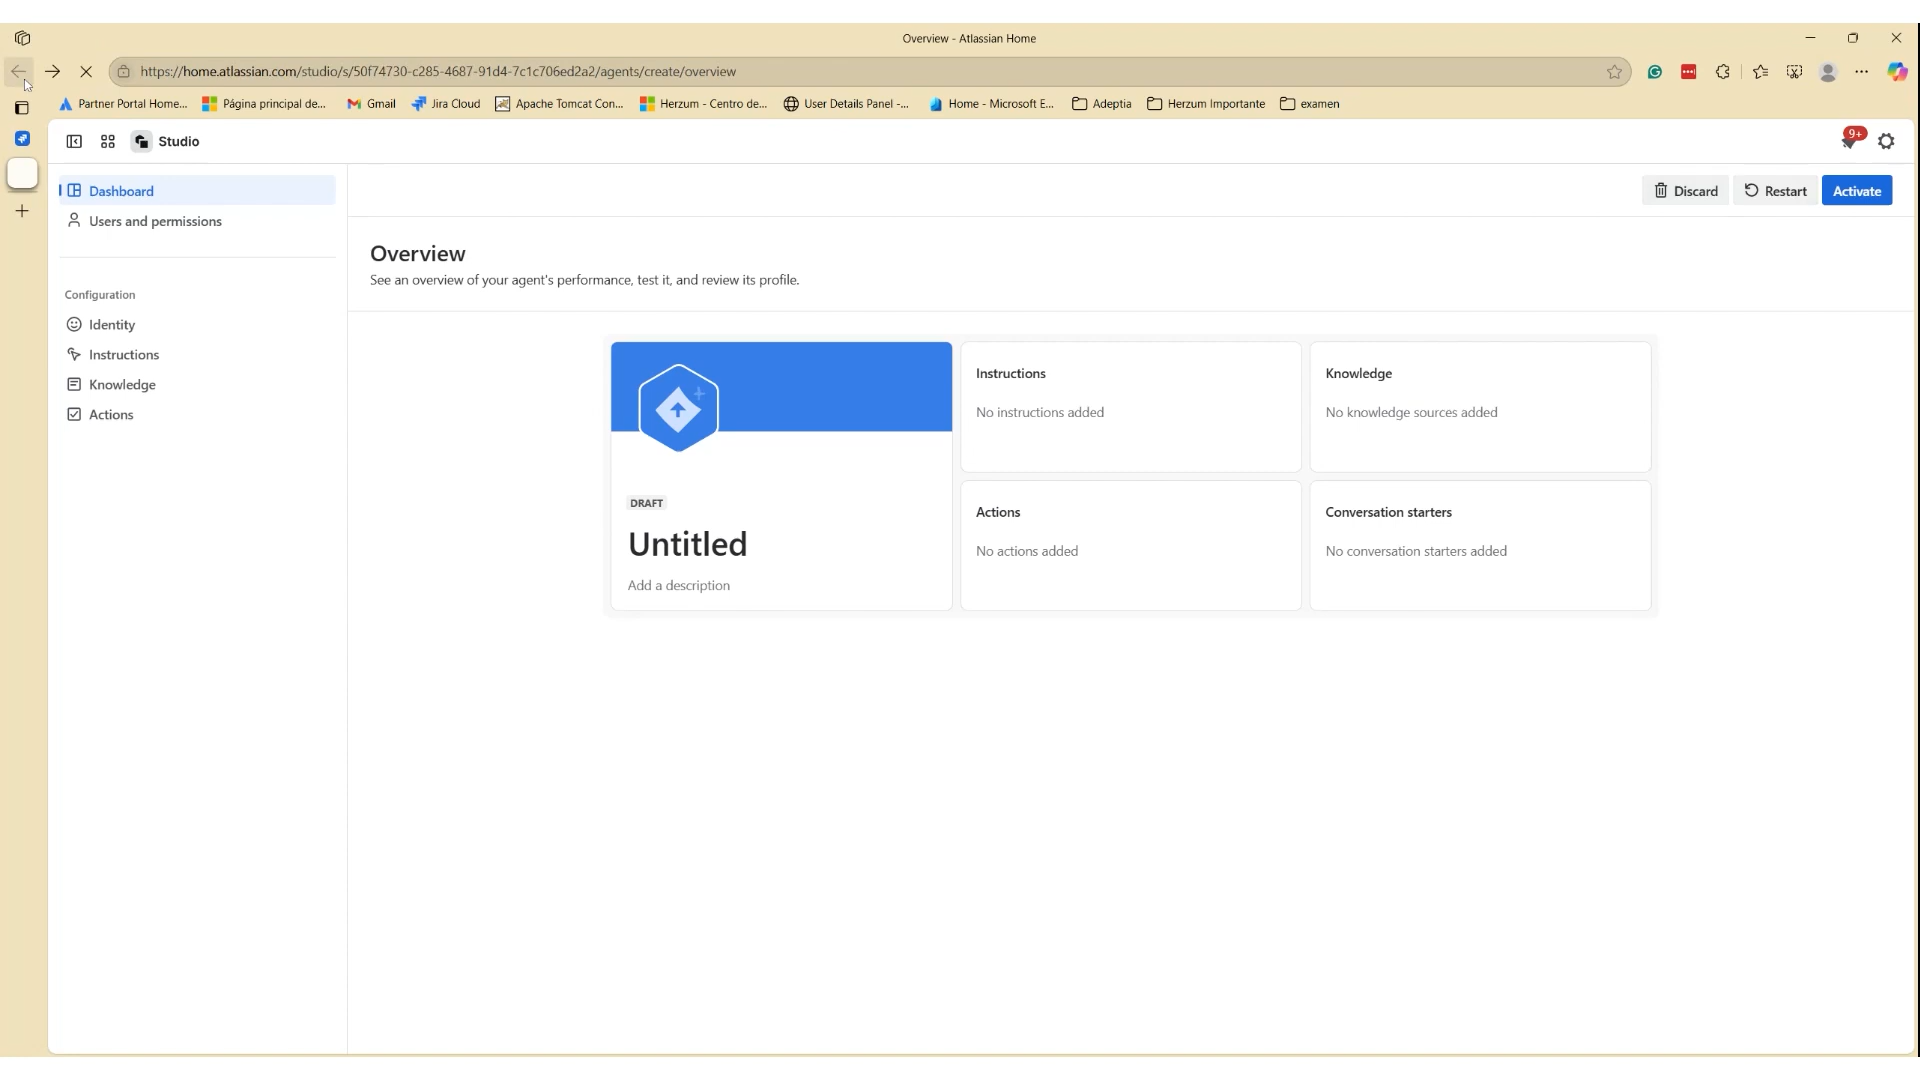 Overview - Atlassian Home
https://home.atlassian.com/studio/s/50f74730-c285-4687-91d4-7c1c706ed2a2/agents/create/overview
Partner Portal Home...
Página principal de...
Gmail
Jira Cloud
Apache Tomcat Con...
Herzum - Centro de...
User Details Panel -...
Home - Microsoft E...
Adeptia
Herzum Importante
examen
Studio
9+
Dashboard
Users and permissions
Configuration
Identity
Instructions
Knowledge
Actions
Discard
Restart
Activate
Overview
See an overview of your agent's performance, test it, and review its profile.
DRAFT
Untitled
Add a description
Instructions
No instructions added
Knowledge
No knowledge sources added
Actions
No actions added
Conversation starters
No conversation starters added